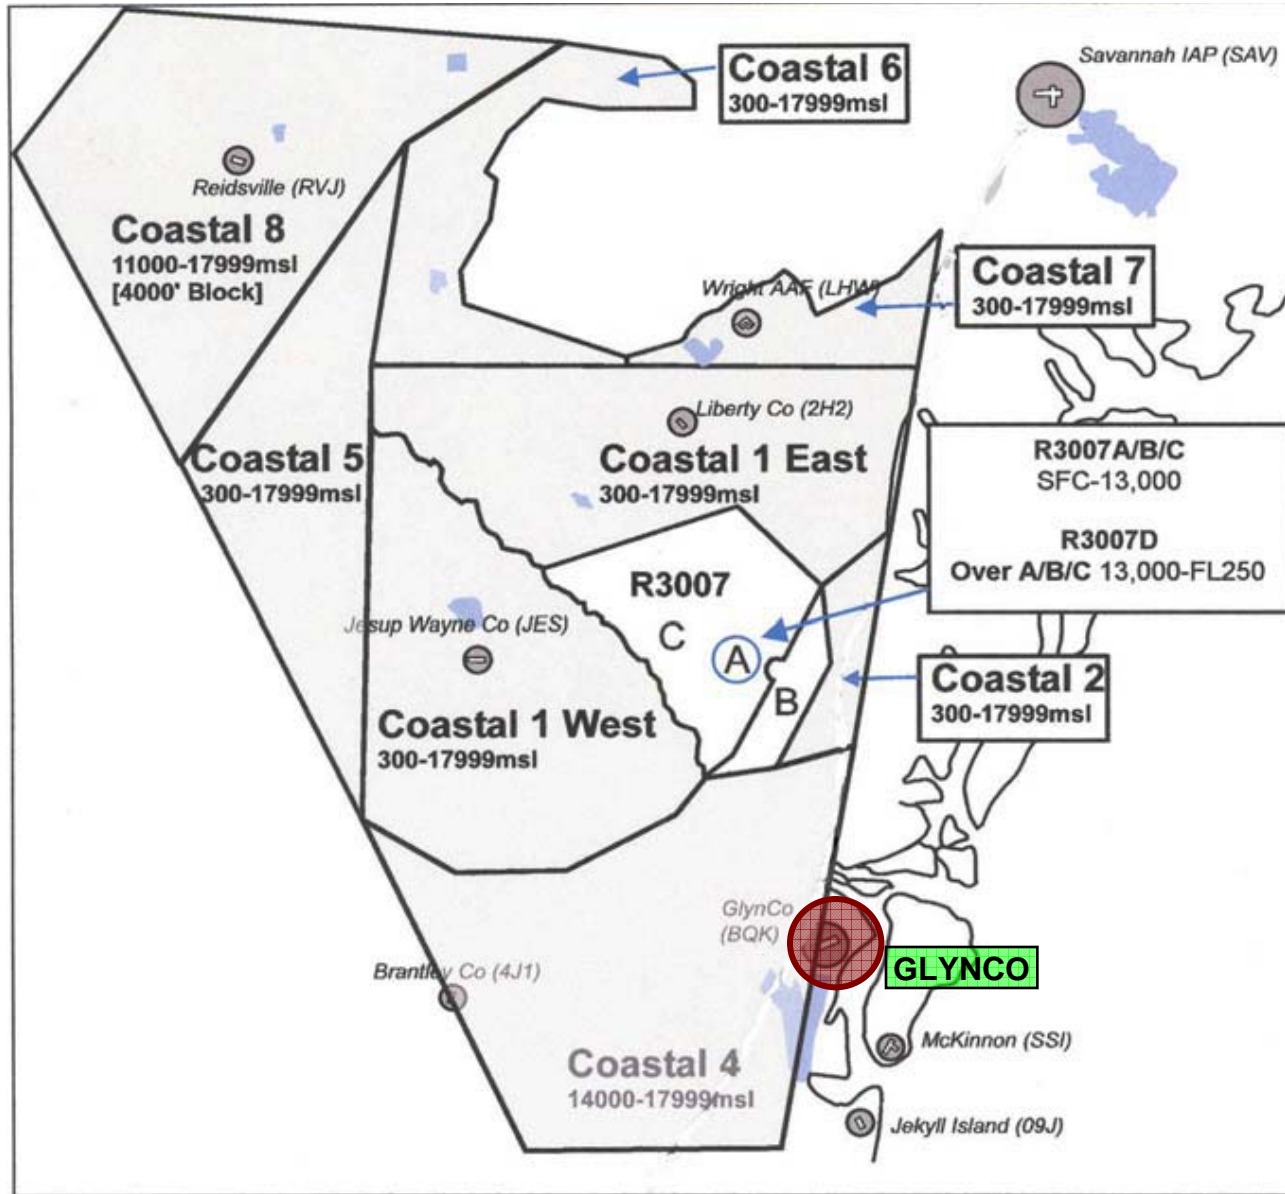 Coastal 6
300-17999msl
Savannah IAP (SAV)
Reidsville (RVJ)
Coastal 8
11000-17999msl
[4000' Block]
Wright AAF (LHW)
Coastal 7
300-17999msl
Liberty Co (2H2)
Coastal 5
300-17999msl
Coastal 1 East
300-17999msl
R3007A/B/C
SFC-13,000
R3007D
Over A/B/C 13,000-FL250
R3007
C
A
B
Jesup Wayne Co (JES)
Coastal 2
300-17999msl
Coastal 1 West
300-17999msl
GlynCo
(BQK)
GLYNCO
Brantley Co (4J1)
McKinnon (SSI)
Coastal 4
14000-17999msl
Jekyll Island (09J)